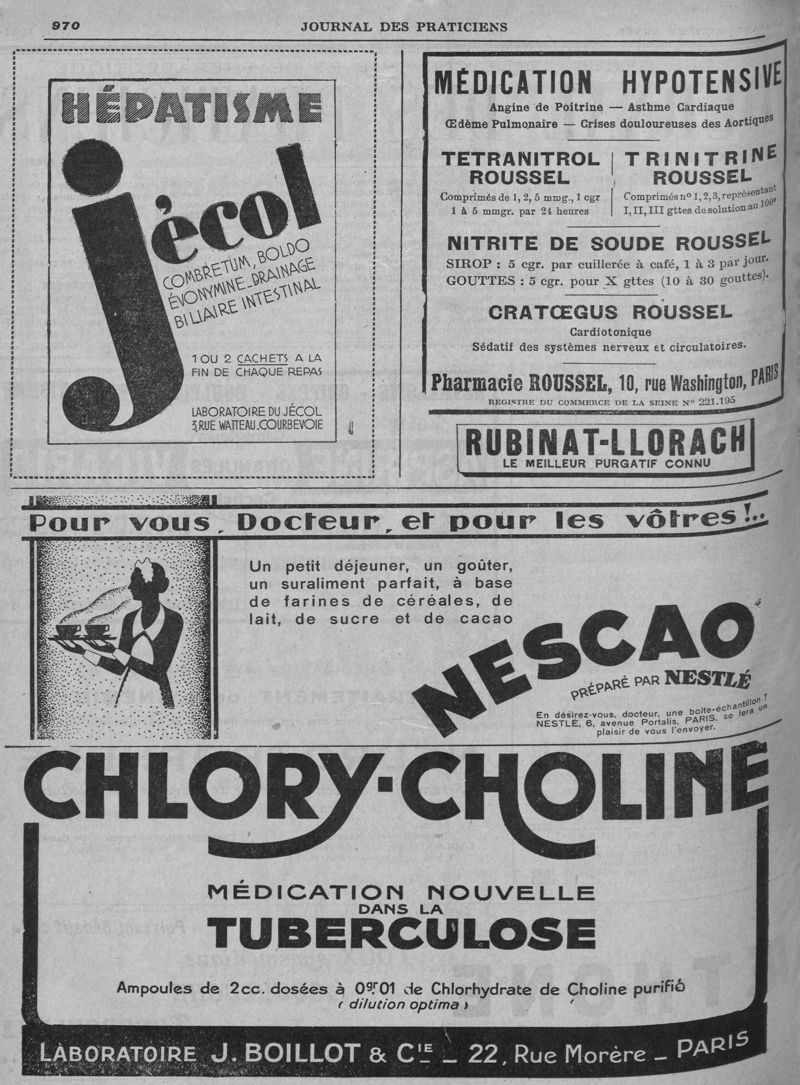 970
JOURNAL DES PRATICIENS
HÉPATISME
jécol
COMBRETUM, BOLDO
ÉVONYMINE-DRAINAGE
BILIAIRE INTESTINAL
1 OU 2 CACHETS A LA
FIN DE CHAQUE REPAS
LABORATOIRE DU JÉCOL
3, RUE WATTEAU. COURBEVOIE
MÉDICATION HYPOTENSIVE
Angine de Poitrine — Asthme Cardiaque
Œdème Pulmonaire — Crises douloureuses des Aortiques
TETRANITROL
ROUSSEL
Comprimés de 1, 2, 5 mmg., 1 cgr
1 à 5 mmgr. par 24 heures
TRINITRINE
ROUSSEL
Comprimés nº 1, 2, 3, représentant
I, II, III gttes de solution au 100e
NITRITE DE SOUDE ROUSSEL
SIROP : 5 cgr. par cuillerée à café, 1 à 3 par jour.
GOUTTES : 5 cgr. pour X gttes (10 à 30 gouttes).
CRATŒGUS ROUSSEL
Cardiotonique
Sédatif des systèmes nerveux et circulatoires.
Pharmacie ROUSSEL, 10, rue Washington, PARIS
REGISTRE DU COMMERCE DE LA SEINE Nº 221.195
RUBINAT-LLORACH
LE MEILLEUR PURGATIF CONNU
Pour vous, Docteur, et pour les vôtres !..
Un petit déjeuner, un goûter,
un suraliment parfait, à base
de farines de céréales, de
lait, de sucre et de cacao
NESCAO
PRÉPARÉ PAR NESTLÉ
En désirez-vous, docteur, une boîte-échantillon ?
NESTLÉ, 6, avenue Portalis, PARIS, se fera un
plaisir de vous l'envoyer.
CHLORY-CHOLINE
MÉDICATION NOUVELLE
DANS LA
TUBERCULOSE
Ampoules de 2cc. dosées à 0gr.01 de Chlorhydrate de Choline purifié
( dilution optima )
LABORATOIRE J. BOILLOT & CIE _ 22, Rue Morère _ PARIS